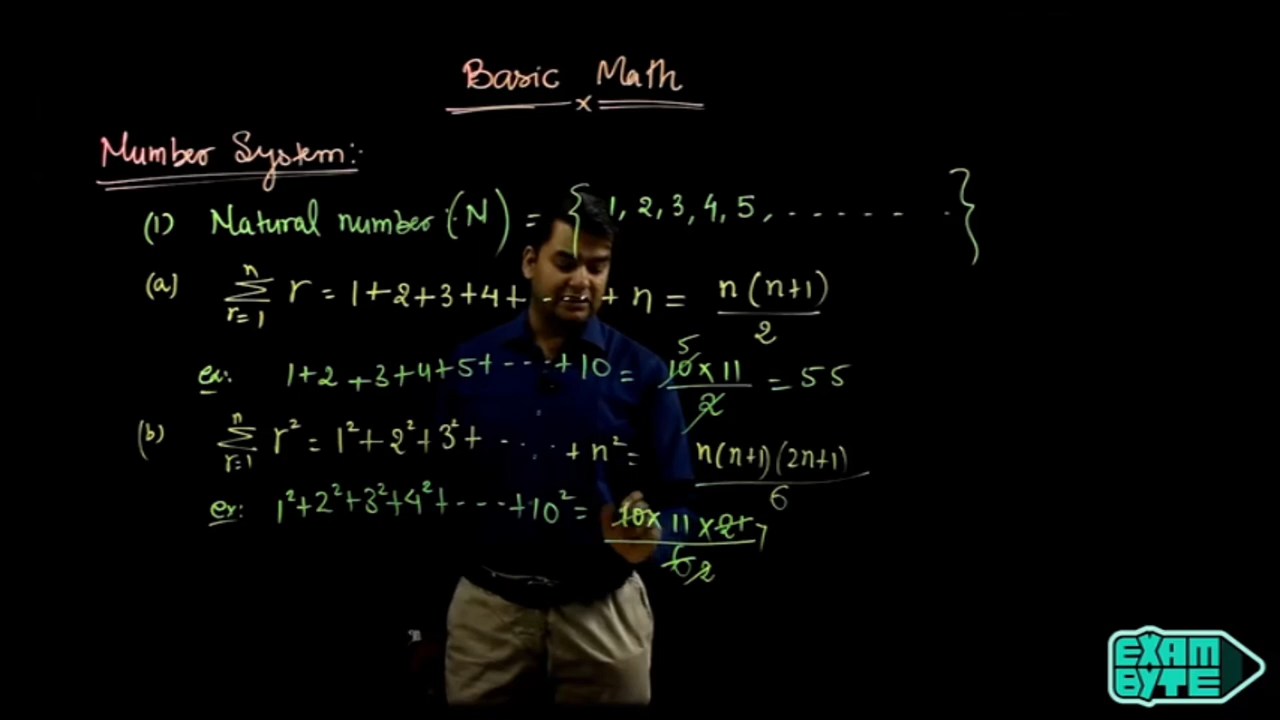 Basic Math
x
Number System:
(1) Natural number (N) = { 1, 2, 3, 4, 5, . . . . . . . . }
(a) ∑ⁿᵣ₌₁ r = 1+2+3+4+ . . . + n = n(n+1)/2
ex: 1+2+3+4+5+ . . . +10 = 10×11/2 5 = 55
(b) ∑ⁿᵣ₌₁ r² = 1²+2²+3²+ . . . . + n² = n(n+1)(2n+1)/6
ex: 1²+2²+3²+4²+ . . . +10² = 10×11×21 7/6 2
EXAM
BYTE